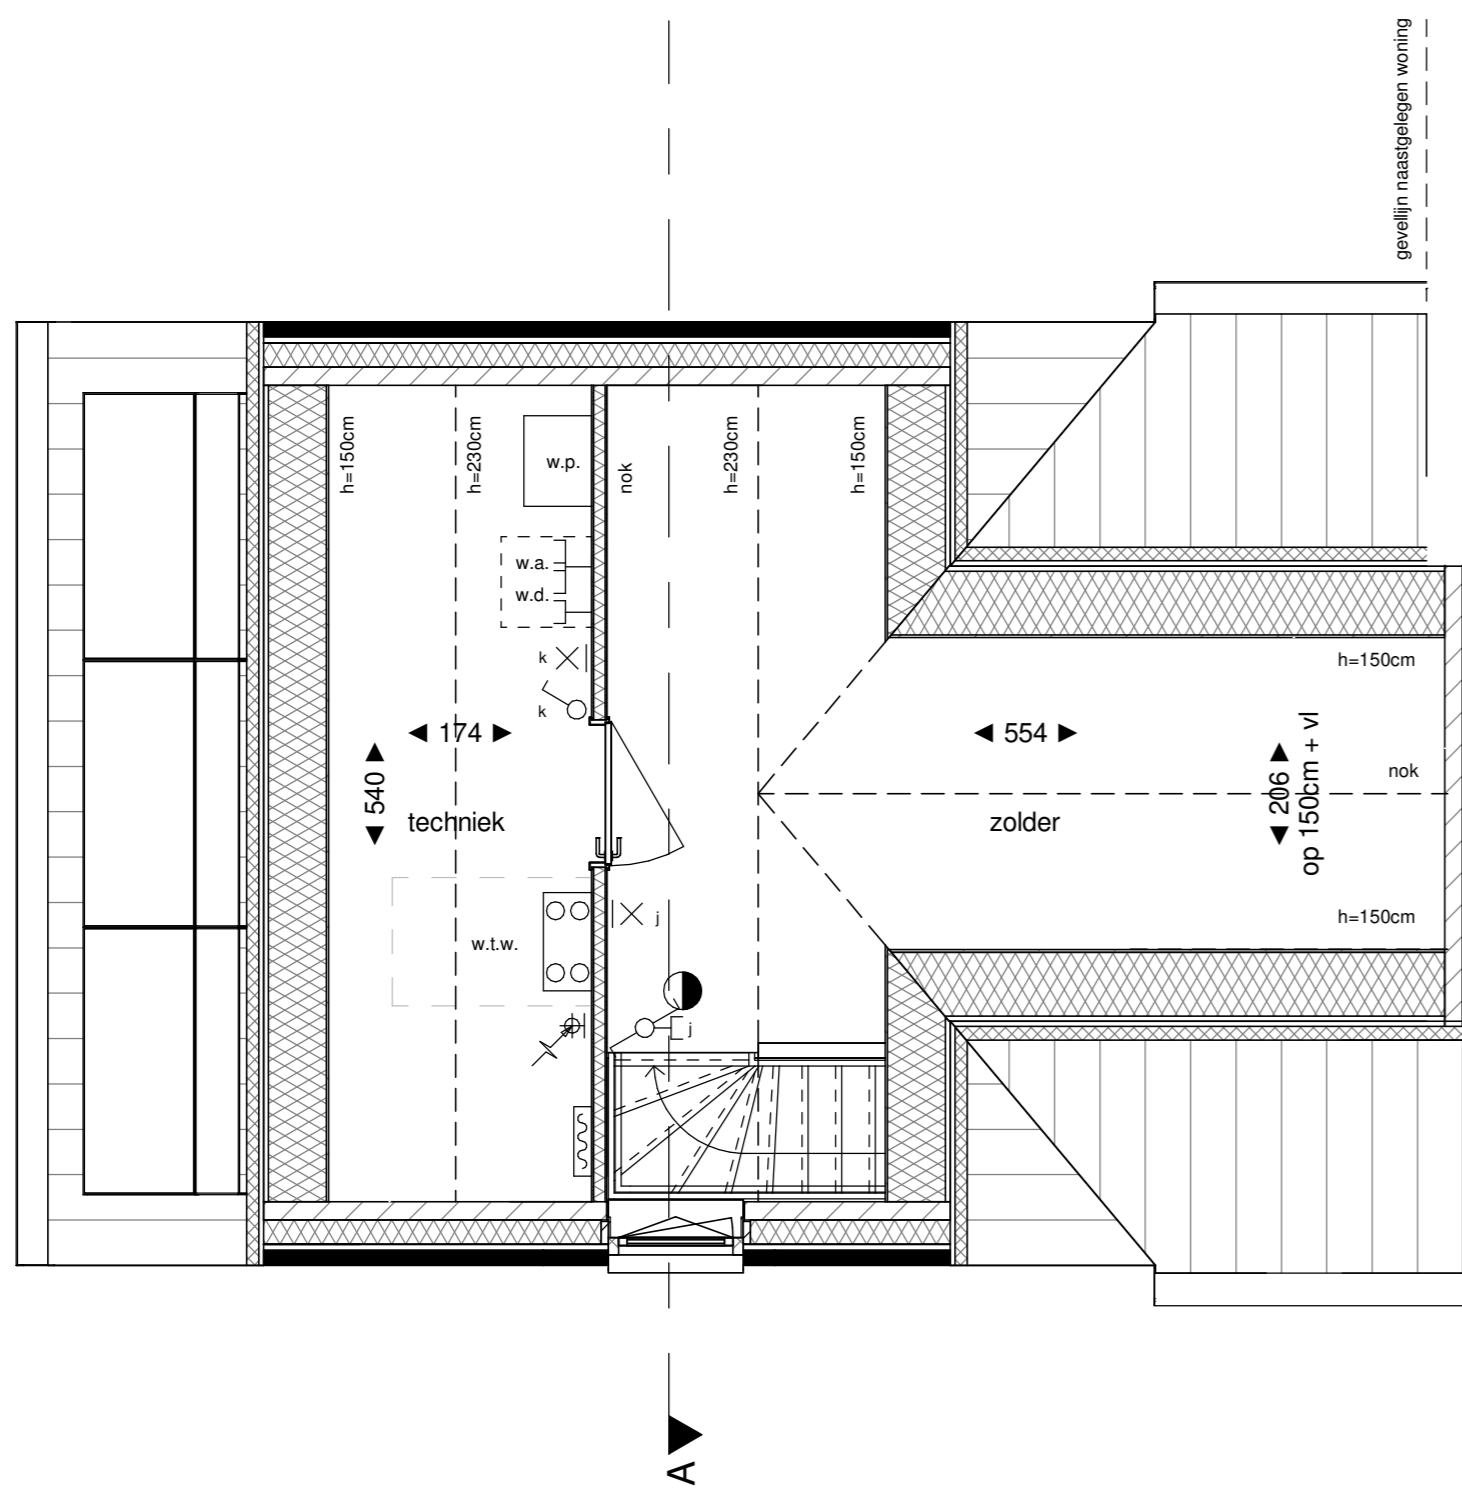 gevellijn naastgelegen woning
h=150cm
h=230cm
w.p.
nok
h=230cm
h=150cm
w.a.
w.d.
k
k
h=150cm
174
540
techniek
554
zolder
206
op 150cm + vl
nok
w.t.w.
j
h=150cm
j
A